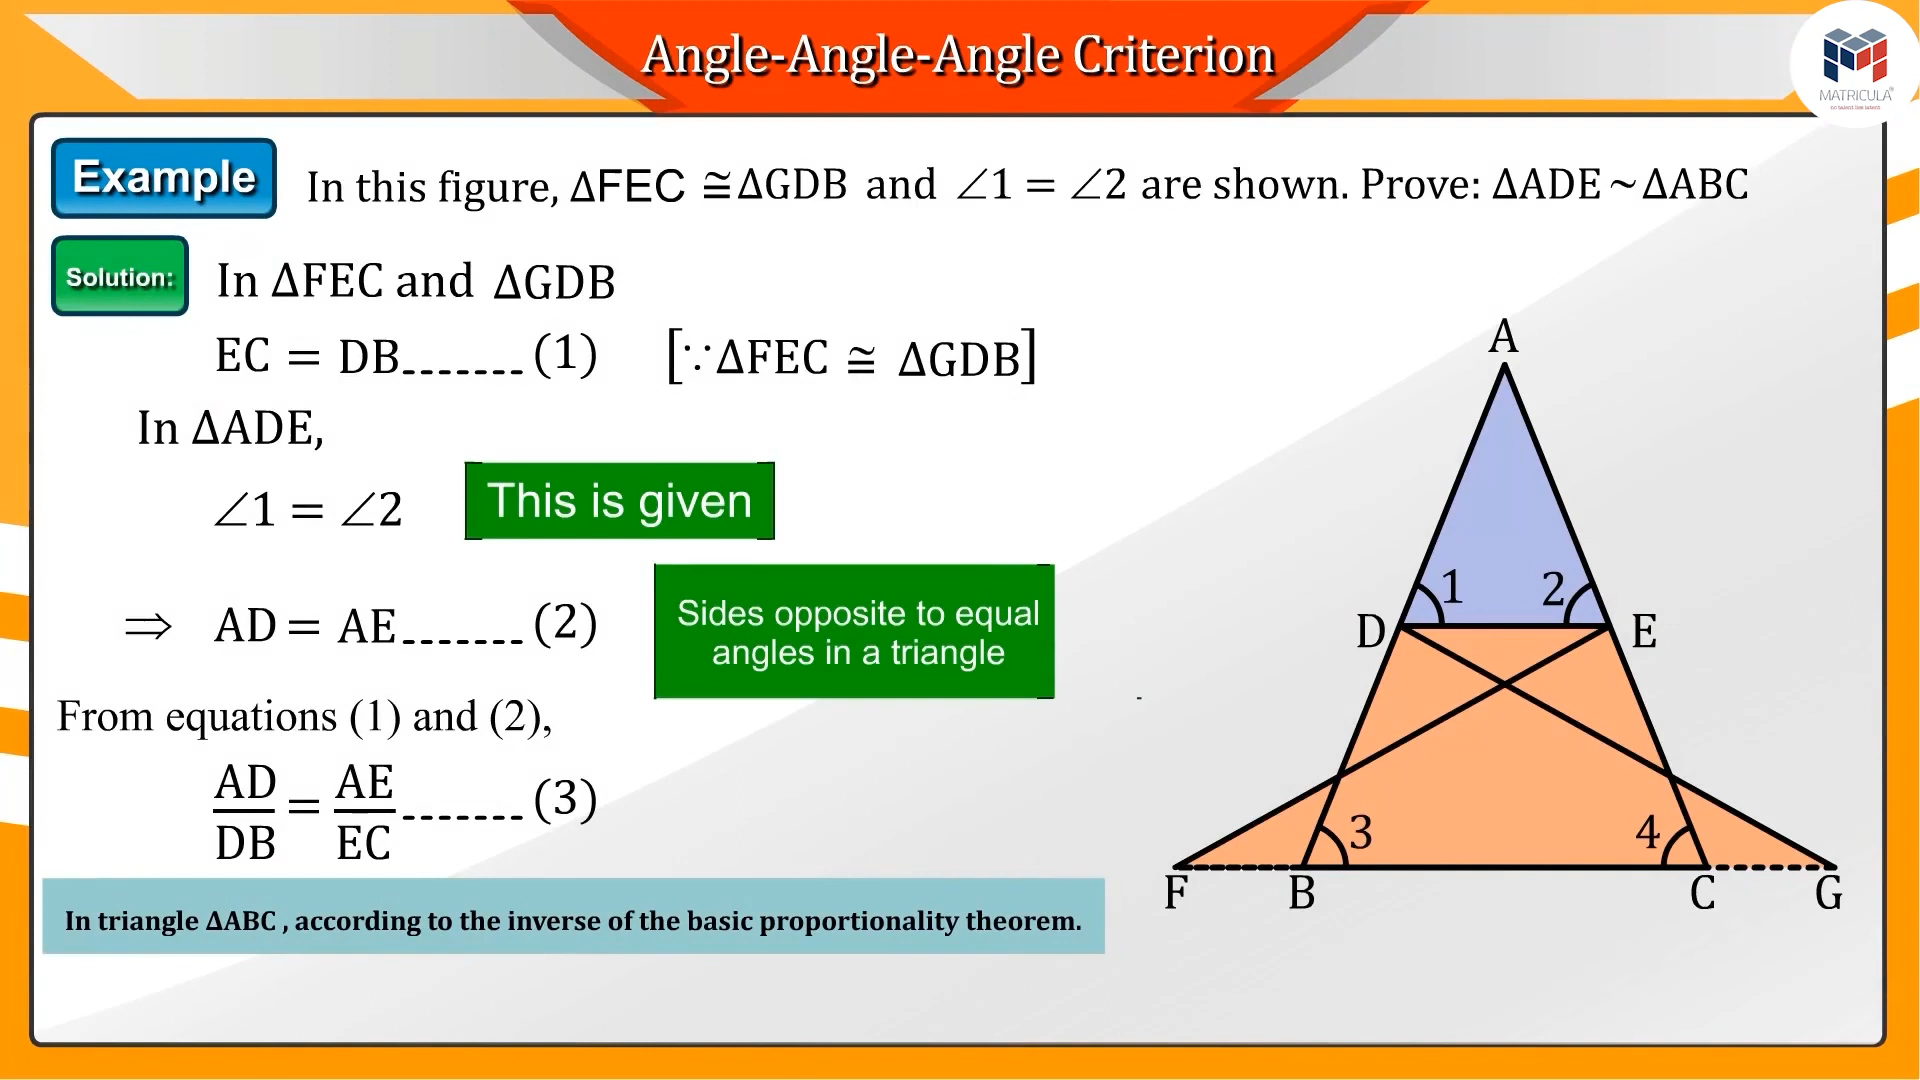 Angle-Angle-Angle Criterion
MATRICULA
Example
In this figure, ΔFEC ≅ ΔGDB and ∠1 = ∠2 are shown. Prove: ΔADE ~ ΔABC
Solution:
In ΔFEC and ΔGDB
EC = DB------- (1) [∵ ΔFEC ≅ ΔGDB]
In ΔADE,
∠1 = ∠2
This is given
⇒ AD = AE------- (2)
Sides opposite to equal
angles in a triangle
From equations (1) and (2),
AD/DB = AE/EC------- (3)
In triangle ΔABC , according to the inverse of the basic proportionality theorem.
A
1 2
D E
3 4
F B C G